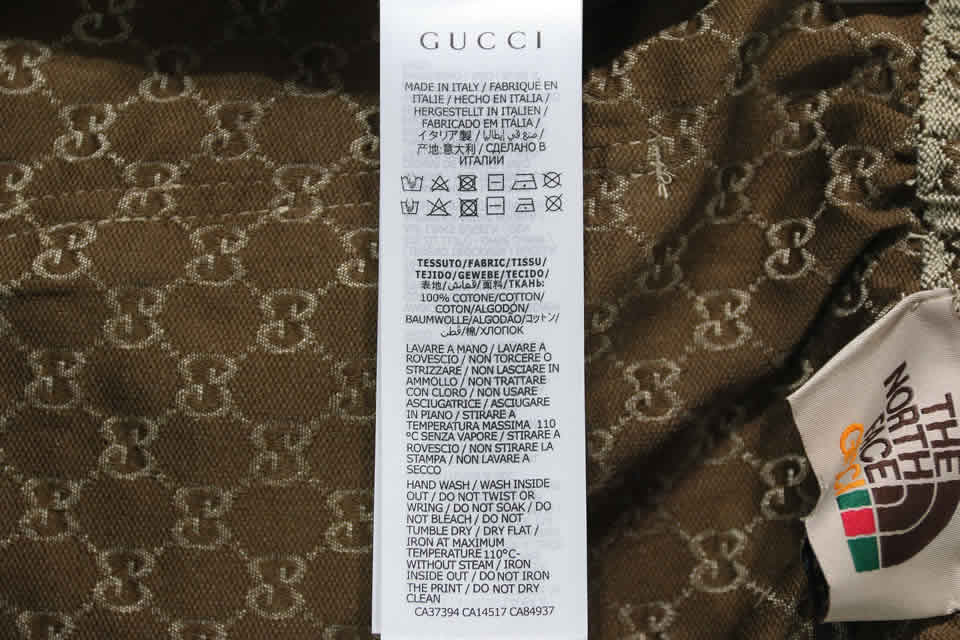 GUCCI
MADE IN ITALY / FABRIQUÉ EN
ITALIE / HECHO EN ITALIA /
HERGESTELLT IN ITALIEN /
FABRICADO EM ITALIA /
イタリア製 / صنع في إيطاليا /
产地:意大利 / СДЕЛАНО В
ИТАЛИИ
TESSUTO/FABRIC/TISSU/
TEJIDO/GEWEBE/TECIDO/
表地/قماش/面料/ТКАНЬ:
100% COTONE/COTTON/
COTON/ALGODÓN/
BAUMWOLLE/ALGODÃO/コットン/
قطن/棉/ХЛОПОК
LAVARE A MANO / LAVARE A
ROVESCIO / NON TORCERE O
STRIZZARE / NON LASCIARE IN
AMMOLLO / NON TRATTARE
CON CLORO / NON USARE
ASCIUGATRICE / ASCIUGARE
IN PIANO / STIRARE A
TEMPERATURA MASSIMA 110
°C SENZA VAPORE / STIRARE A
ROVESCIO / NON STIRARE LA
STAMPA / NON LAVARE A
SECCO
HAND WASH / WASH INSIDE
OUT / DO NOT TWIST OR
WRING / DO NOT SOAK / DO
NOT BLEACH / DO NOT
TUMBLE DRY / DRY FLAT /
IRON AT MAXIMUM
TEMPERATURE 110°C-
WITHOUT STEAM / IRON
INSIDE OUT / DO NOT IRON
THE PRINT / DO NOT DRY
CLEAN
CA37394 CA14517 CA84937
THE
NORTH
GUCCI